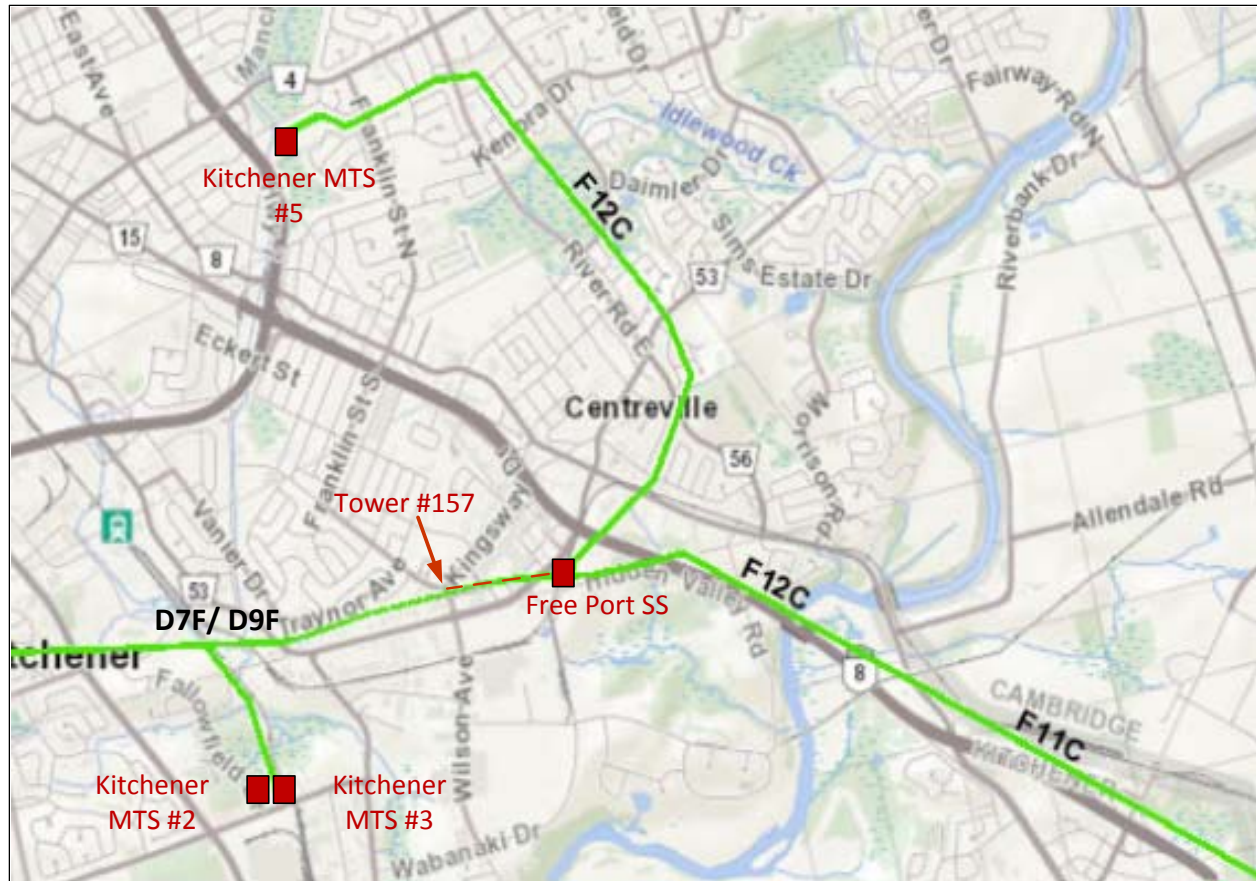 East Ave
4
Franklin St N
Kenora Dr
Idlewood Ck
Fairway Rd N
Kitchener MTS
#5
Daimler Dr
Riverbank Dr
F12C
15
8
Sims Estate Dr
53
River Rd E
Eckert St
Franklin St S
Centreville
Morrison Rd
56
Tower #157
Kingsway
Allendale Rd
Vanier Dr
53
Traynor Ave
Hidden Valley Rd
Free Port SS
F12C
D7F/ D9F
tchener
8
Fallowfield
Wilson Ave
CAMBRIDGE
F11C
KITCHENER
Kitchener
MTS #2
Kitchener
MTS #3
Wabanaki Dr